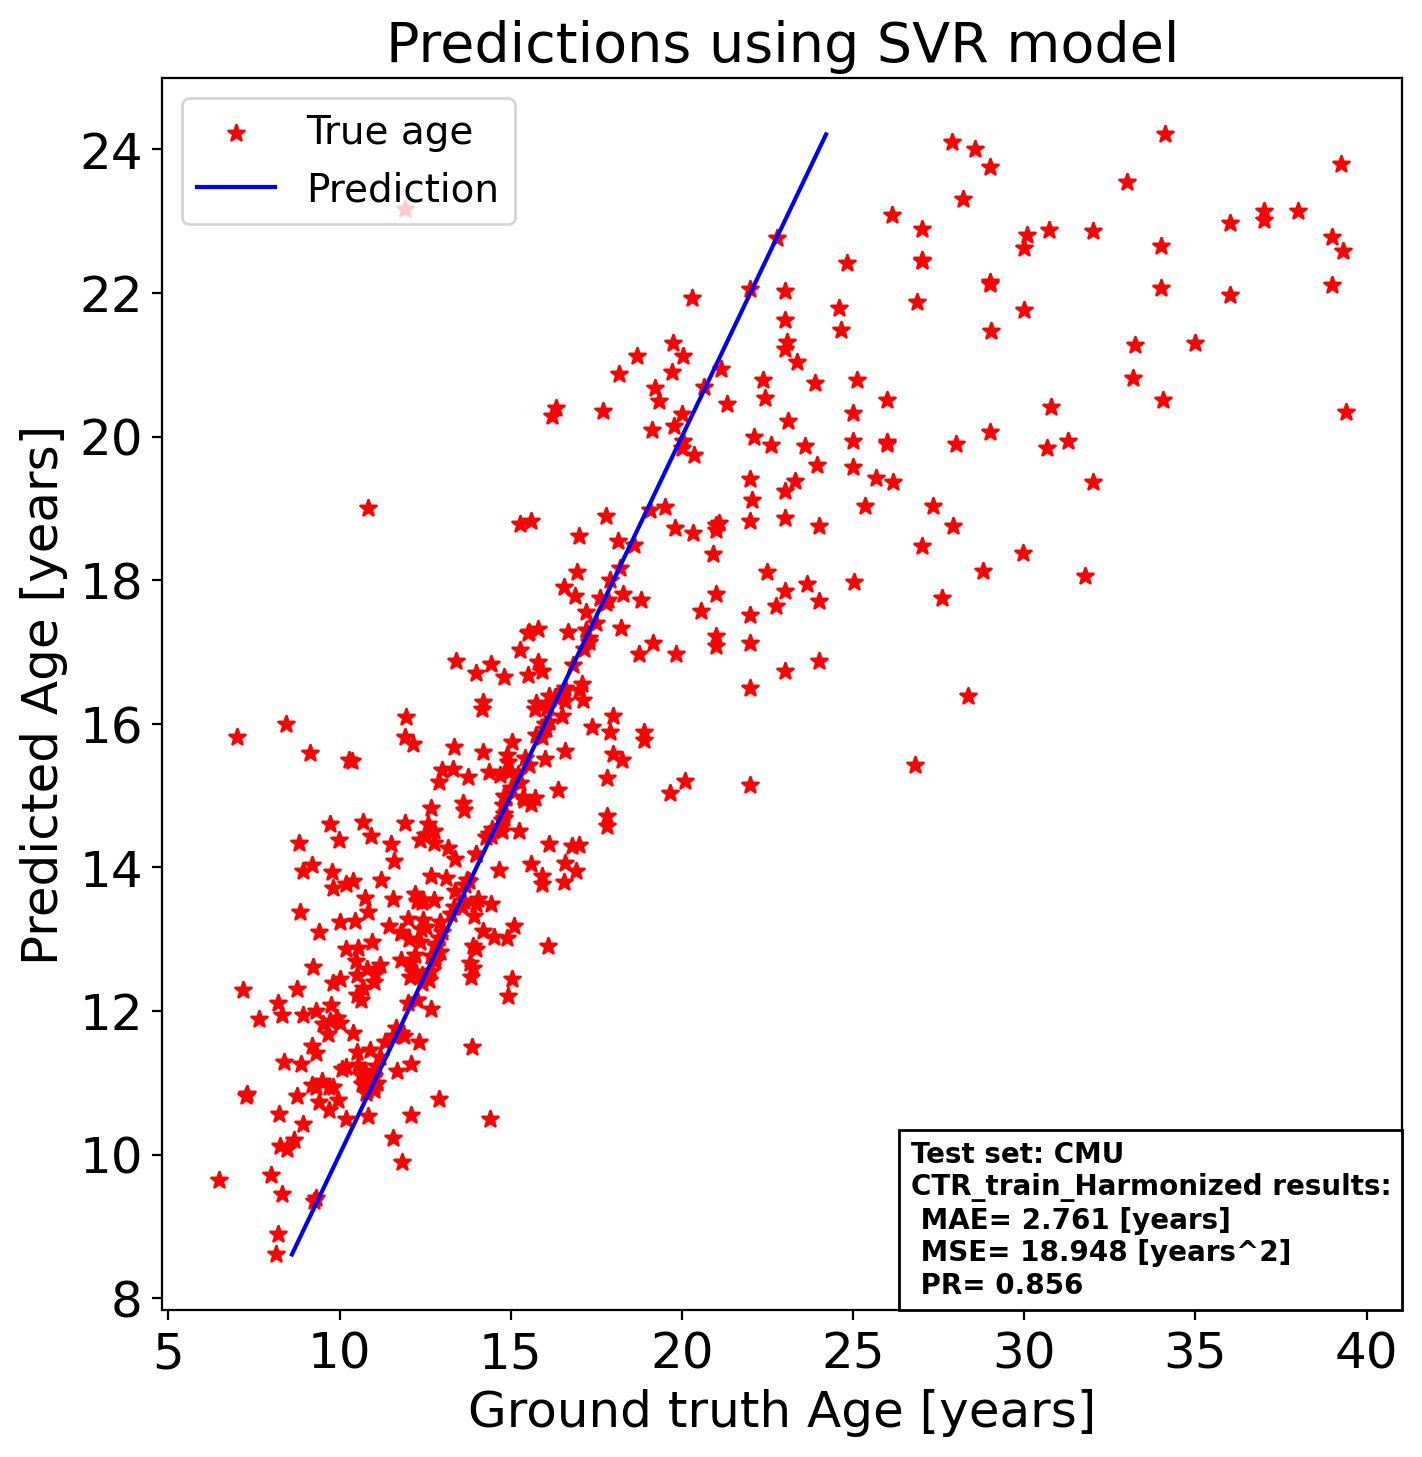 Predictions using SVR model
True age
Prediction
24
22
20
18
16
14
12
10
8
Predicted Age [years]
Test set: CMU
CTR_train_Harmonized results:
MAE= 2.761 [years]
MSE= 18.948 [years^2]
PR= 0.856
5 10 15 20 25 30 35 40
Ground truth Age [years]